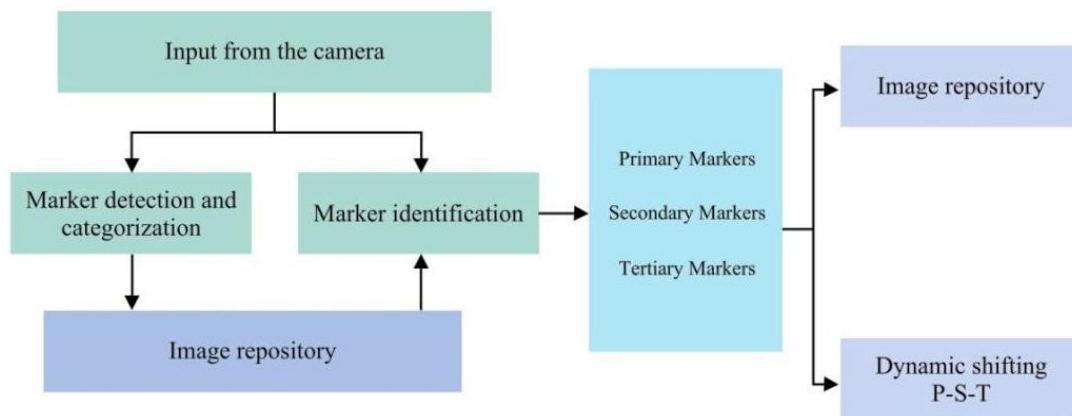 Input from the camera
Marker detection and
categorization
Marker identification
Image repository
Primary Markers
Secondary Markers
Tertiary Markers
Image repository
Dynamic shifting
P-S-T